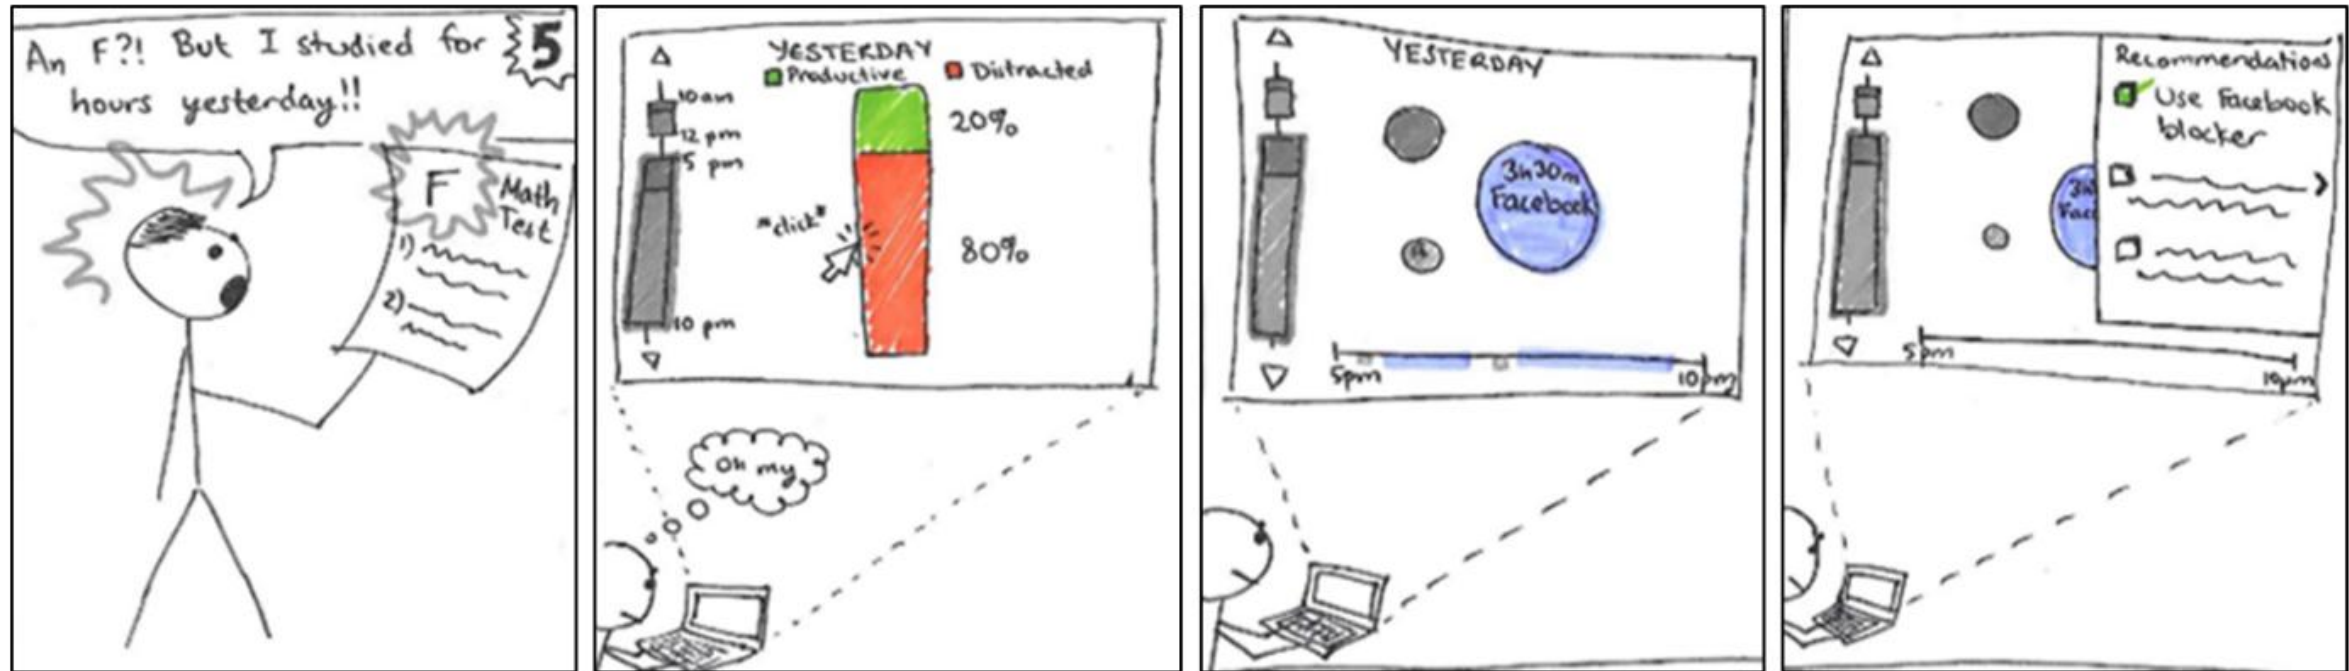 An F?! But I studied for 5
hours yesterday!!
F
Math
Test
1)
2)
YESTERDAY
Productive
Distracted
10am
12 pm
5 pm
10 pm
20%
80%
*click*
Oh my
YESTERDAY
3h30m
Facebook
5pm
10pm
Recommendations
Use Facebook
blocker
5pm
10pm